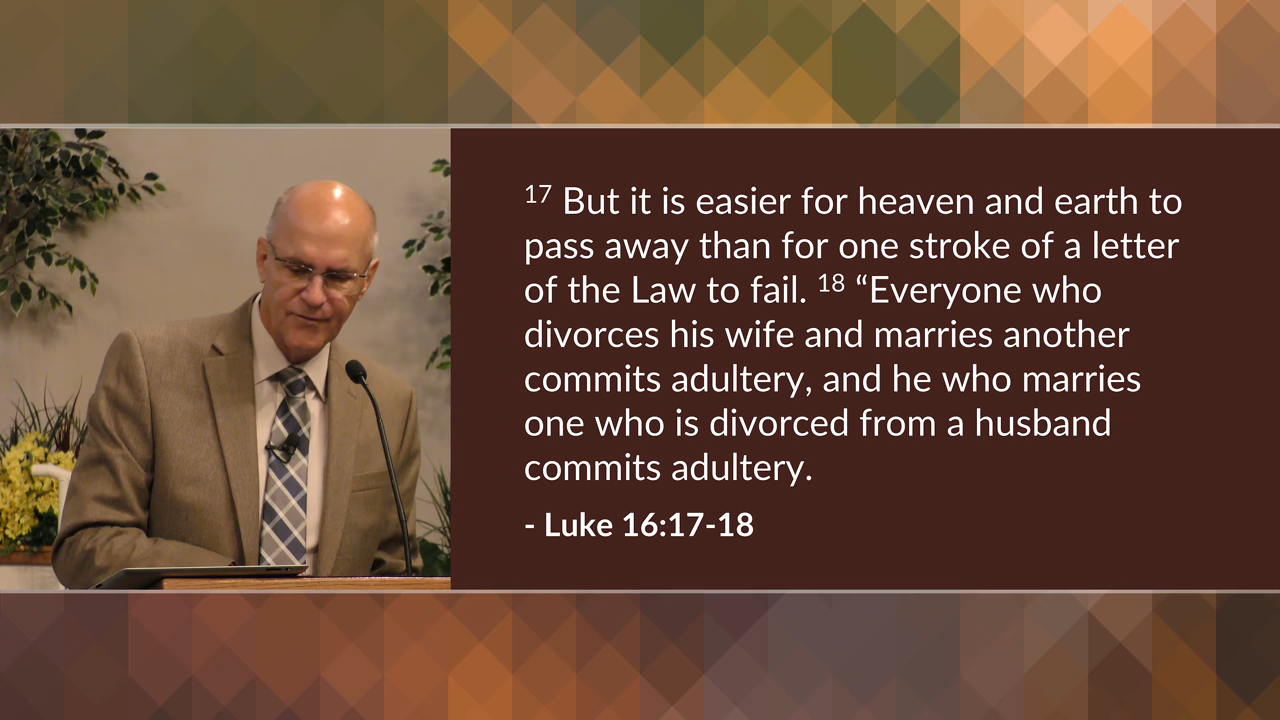 17 But it is easier for heaven and earth to
pass away than for one stroke of a letter
of the Law to fail. 18 “Everyone who
divorces his wife and marries another
commits adultery, and he who marries
one who is divorced from a husband
commits adultery.
- Luke 16:17-18